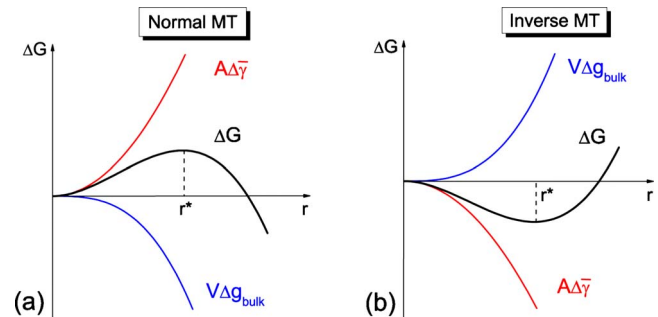 Normal MT
ΔG
AΔγ̅
ΔG
r*
r
VΔg_bulk
(a)
Inverse MT
ΔG
VΔg_bulk
ΔG
r*
r
AΔγ̅
(b)